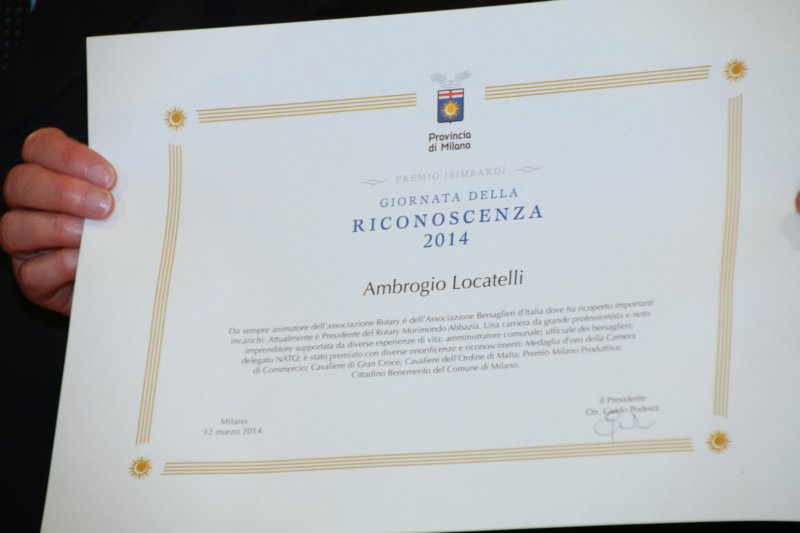 Provincia
di Milano
PREMIO ISIMBARDI
GIORNATA DELLA
RICONOSCENZA
2014
Ambrogio Locatelli
Da sempre animatore dell'associazione Rotary e dell'Associazione Bersaglieri d'Italia dove ha ricoperto importanti
incarichi. Attualmente è Presidente del Rotary Morimondo Abbazia. Una carriera da grande professionista e noto
imprenditore supportata da diverse esperienze di vita: amministratore comunale; ufficiale dei bersaglieri;
delegato NATO; è stato premiato con diverse onorificenze e riconoscimenti: Medaglia d'oro della Camera
di Commercio; Cavaliere di Gran Croce; Cavaliere dell'Ordine di Malta; Premio Milano Produttiva;
Cittadino Benemerito del Comune di Milano.
Milano
12 marzo 2014
Il Presidente
On. Guido Podestà